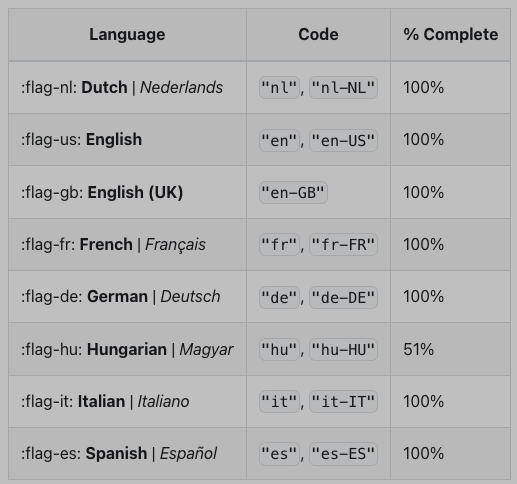 Language Code % Complete
:flag-nl: Dutch | Nederlands "nl", "nl-NL" 100%
:flag-us: English "en", "en-US" 100%
:flag-gb: English (UK) "en-GB" 100%
:flag-fr: French | Français "fr", "fr-FR" 100%
:flag-de: German | Deutsch "de", "de-DE" 100%
:flag-hu: Hungarian | Magyar "hu", "hu-HU" 51%
:flag-it: Italian | Italiano "it", "it-IT" 100%
:flag-es: Spanish | Español "es", "es-ES" 100%